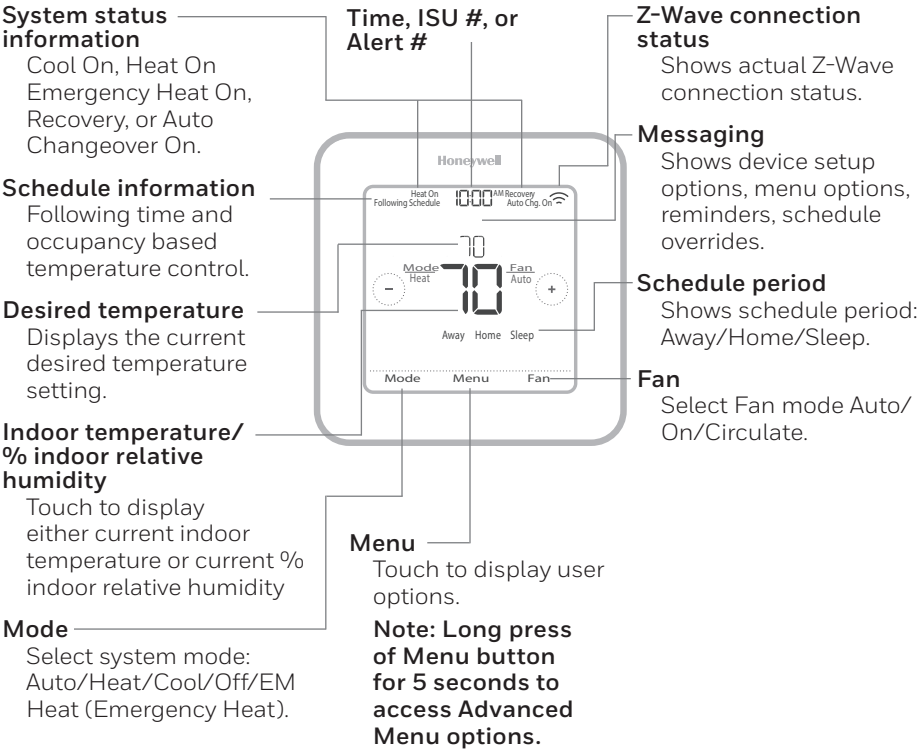 System status
information
Cool On, Heat On
Emergency Heat On,
Recovery, or Auto
Changeover On.
Schedule information
Following time and
occupancy based
temperature control.
Desired temperature
Displays the current
desired temperature
setting.
Indoor temperature/
% indoor relative
humidity
Touch to display
either current indoor
temperature or current %
indoor relative humidity
Mode
Select system mode:
Auto/Heat/Cool/Off/EM
Heat (Emergency Heat).
Time, ISU #, or
Alert #
Honeywell
Heat On 10:00 AM Recovery
Following Schedule Auto Chg. On
70
Mode 70 Fan
Heat Auto
− +
Away Home Sleep
Mode Menu Fan
Menu
Touch to display user
options.
Note: Long press
of Menu button
for 5 seconds to
access Advanced
Menu options.
Z-Wave connection
status
Shows actual Z-Wave
connection status.
Messaging
Shows device setup
options, menu options,
reminders, schedule
overrides.
Schedule period
Shows schedule period:
Away/Home/Sleep.
Fan
Select Fan mode Auto/
On/Circulate.